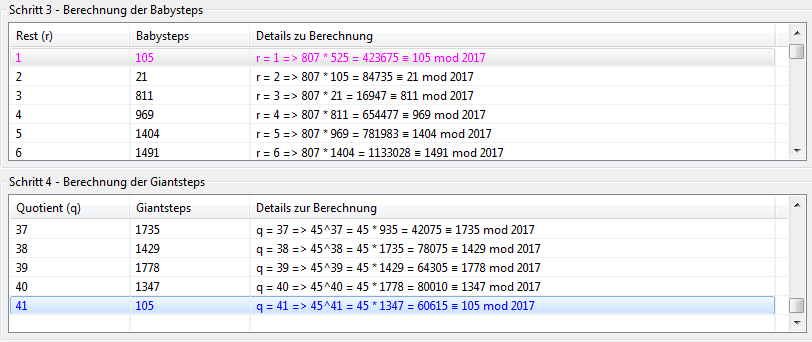 Schritt 3 - Berechnung der Babysteps
Rest (r) Babysteps Details zu Berechnung
1 105 r = 1 => 807 * 525 = 423675 ≡ 105 mod 2017
2 21 r = 2 => 807 * 105 = 84735 ≡ 21 mod 2017
3 811 r = 3 => 807 * 21 = 16947 ≡ 811 mod 2017
4 969 r = 4 => 807 * 811 = 654477 ≡ 969 mod 2017
5 1404 r = 5 => 807 * 969 = 781983 ≡ 1404 mod 2017
6 1491 r = 6 => 807 * 1404 = 1133028 ≡ 1491 mod 2017
Schritt 4 - Berechnung der Giantsteps
Quotient (q) Giantsteps Details zu Berechnung
37 1735 q = 37 => 45^37 = 45 * 935 = 42075 ≡ 1735 mod 2017
38 1429 q = 38 => 45^38 = 45 * 1735 = 78075 ≡ 1429 mod 2017
39 1778 q = 39 => 45^39 = 45 * 1429 = 64305 ≡ 1778 mod 2017
40 1347 q = 40 => 45^40 = 45 * 1778 = 80010 ≡ 1347 mod 2017
41 105 q = 41 => 45^41 = 45 * 1347 = 60615 ≡ 105 mod 2017